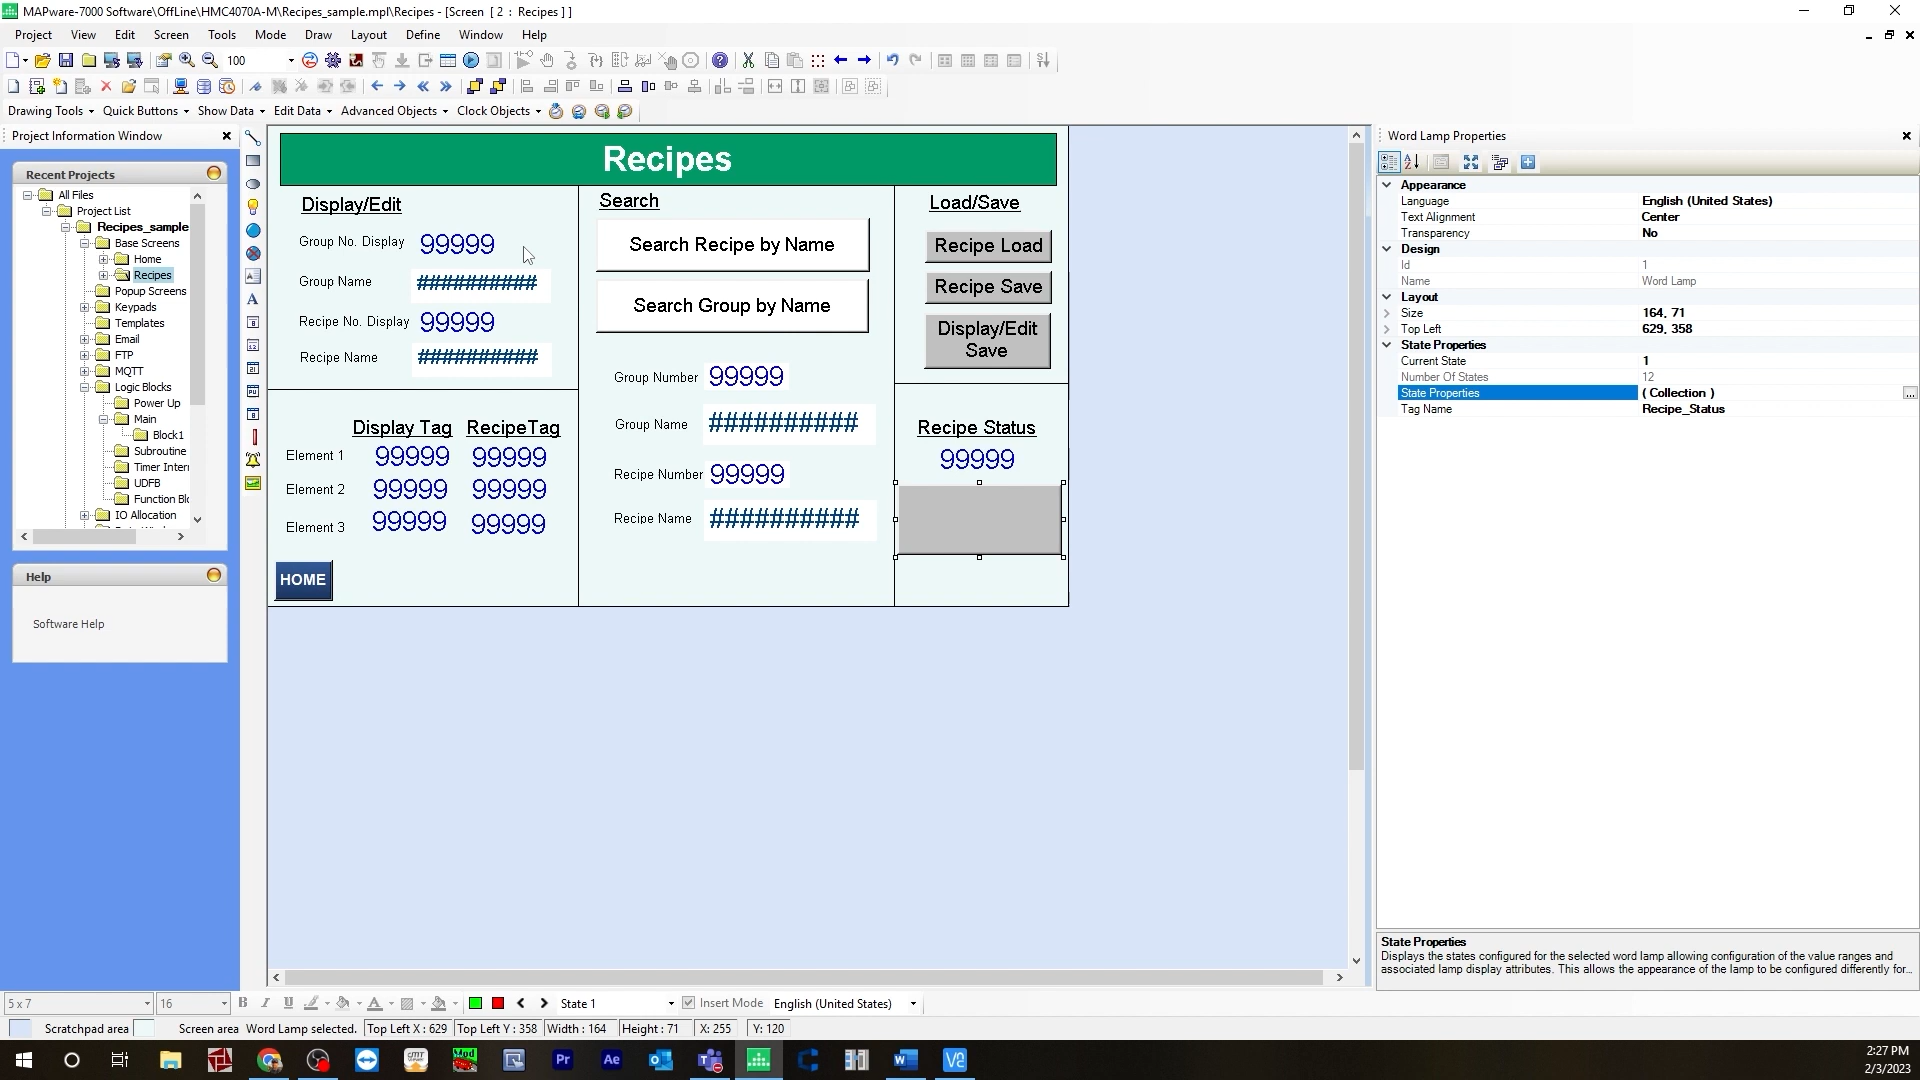 MAPware-7000 Software\OffLine\HMC4070A-M\Recipes_sample.mpl\Recipes - [Screen [ 2 : Recipes ] ]
Project View Edit Screen Tools Mode Draw Layout Define Window Help
100
Drawing Tools Quick Buttons Show Data Edit Data Advanced Objects Clock Objects
Project Information Window
Recent Projects
All Files
Project List
Recipes_sample
Base Screens
Home
Recipes
Popup Screens
Keypads
Templates
Email
FTP
MQTT
Logic Blocks
Power Up
Main
Block1
Subroutine
Timer Inter
UDFB
Function Blo
IO Allocation
Help
Software Help
Recipes
Display/Edit
Group No. Display 99999
Group Name ###########
Recipe No. Display 99999
Recipe Name ###########
Display Tag RecipeTag
Element 1 99999 99999
Element 2 99999 99999
Element 3 99999 99999
HOME
Search
Search Recipe by Name
Search Group by Name
Group Number 99999
Group Name ##########
Recipe Number 99999
Recipe Name ##########
Load/Save
Recipe Load
Recipe Save
Display/Edit
Save
Recipe Status
99999
Word Lamp Properties
Appearance
Language English (United States)
Text Alignment Center
Transparency No
Design
Id 1
Name Word Lamp
Layout
Size 164, 71
Top Left 629, 358
State Properties
Current State 1
Number Of States 12
State Properties ( Collection ) ...
Tag Name Recipe_Status
State Properties
Displays the states configured for the selected word lamp allowing configuration of the value ranges and
associated lamp display attributes. This allows the appearance of the lamp to be configured differently for...
5 x 7 16 B I U A State 1 Insert Mode English (United States)
Scratchpad area Screen area Word Lamp selected. Top Left X : 629 Top Left Y : 358 Width : 164 Height : 71 X: 255 Y: 120
2:27 PM
2/3/2023